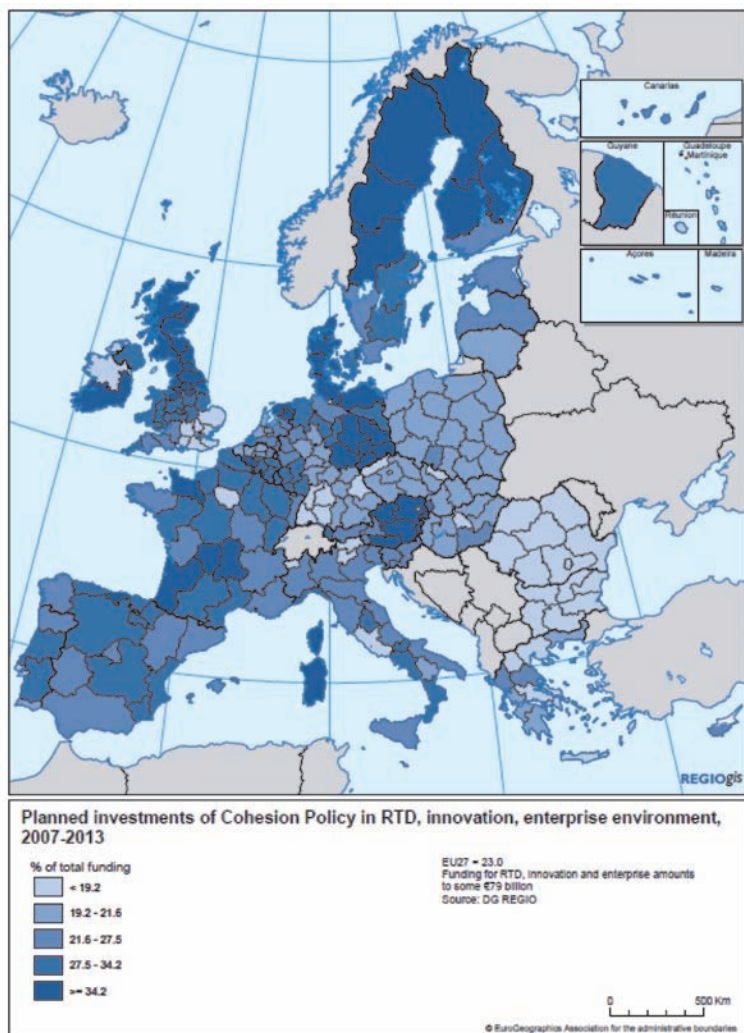 Canarias
Guyane
Guadeloupe
Martinique
Réunion
Açores
Madeira
REGIOgis
Planned investments of Cohesion Policy in RTD, innovation, enterprise environment,
2007-2013
% of total funding
< 19.2
19.2 - 21.6
21.6 - 27.5
27.5 - 34.2
>= 34.2
EU27 = 23.0
Funding for RTD, innovation and enterprise amounts
to some €79 billion
Source: DG REGIO
0 500 Km
© EuroGeographics Association for the administrative boundaries